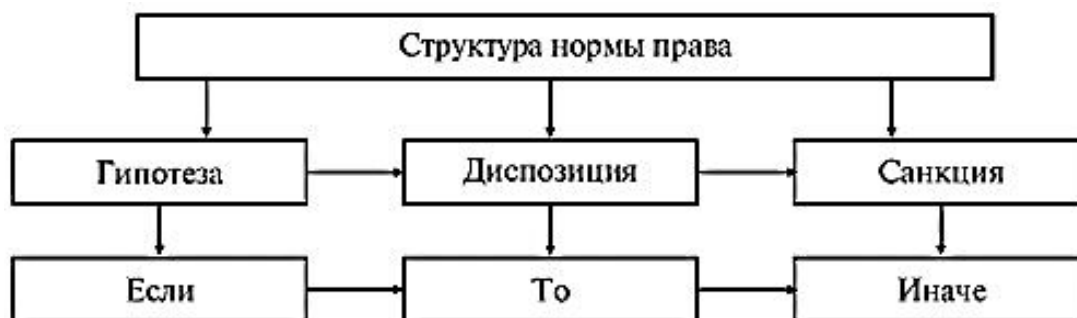 Структура нормы права
Гипотеза
Диспозиция
Санкция
Если
То
Иначе